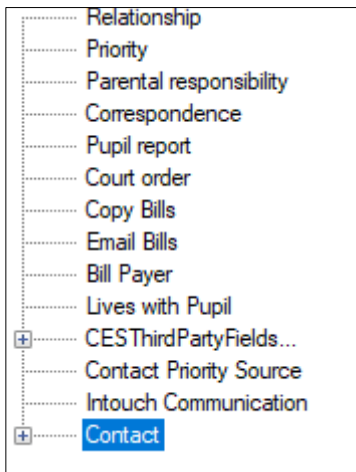 Relationship
Priority
Parental responsibility
Correspondence
Pupil report
Court order
Copy Bills
Email Bills
Bill Payer
Lives with Pupil
CESThirdPartyFields...
Contact Priority Source
Intouch Communication
Contact